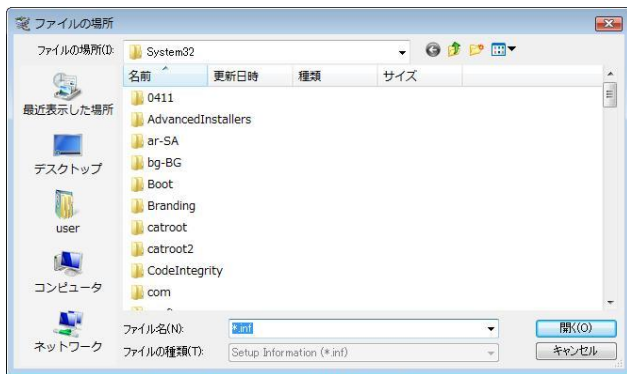 ファイルの場所
ファイルの場所(I):
System32
最近表示した場所
デスクトップ
user
コンピュータ
ネットワーク
名前 更新日時 種類 サイズ
0411
AdvancedInstallers
ar-SA
bg-BG
Boot
Branding
catroot
catroot2
CodeIntegrity
com
ファイル名(N):
*.inf
開く(O)
ファイルの種類(T):
Setup Information (*.inf)
キャンセル